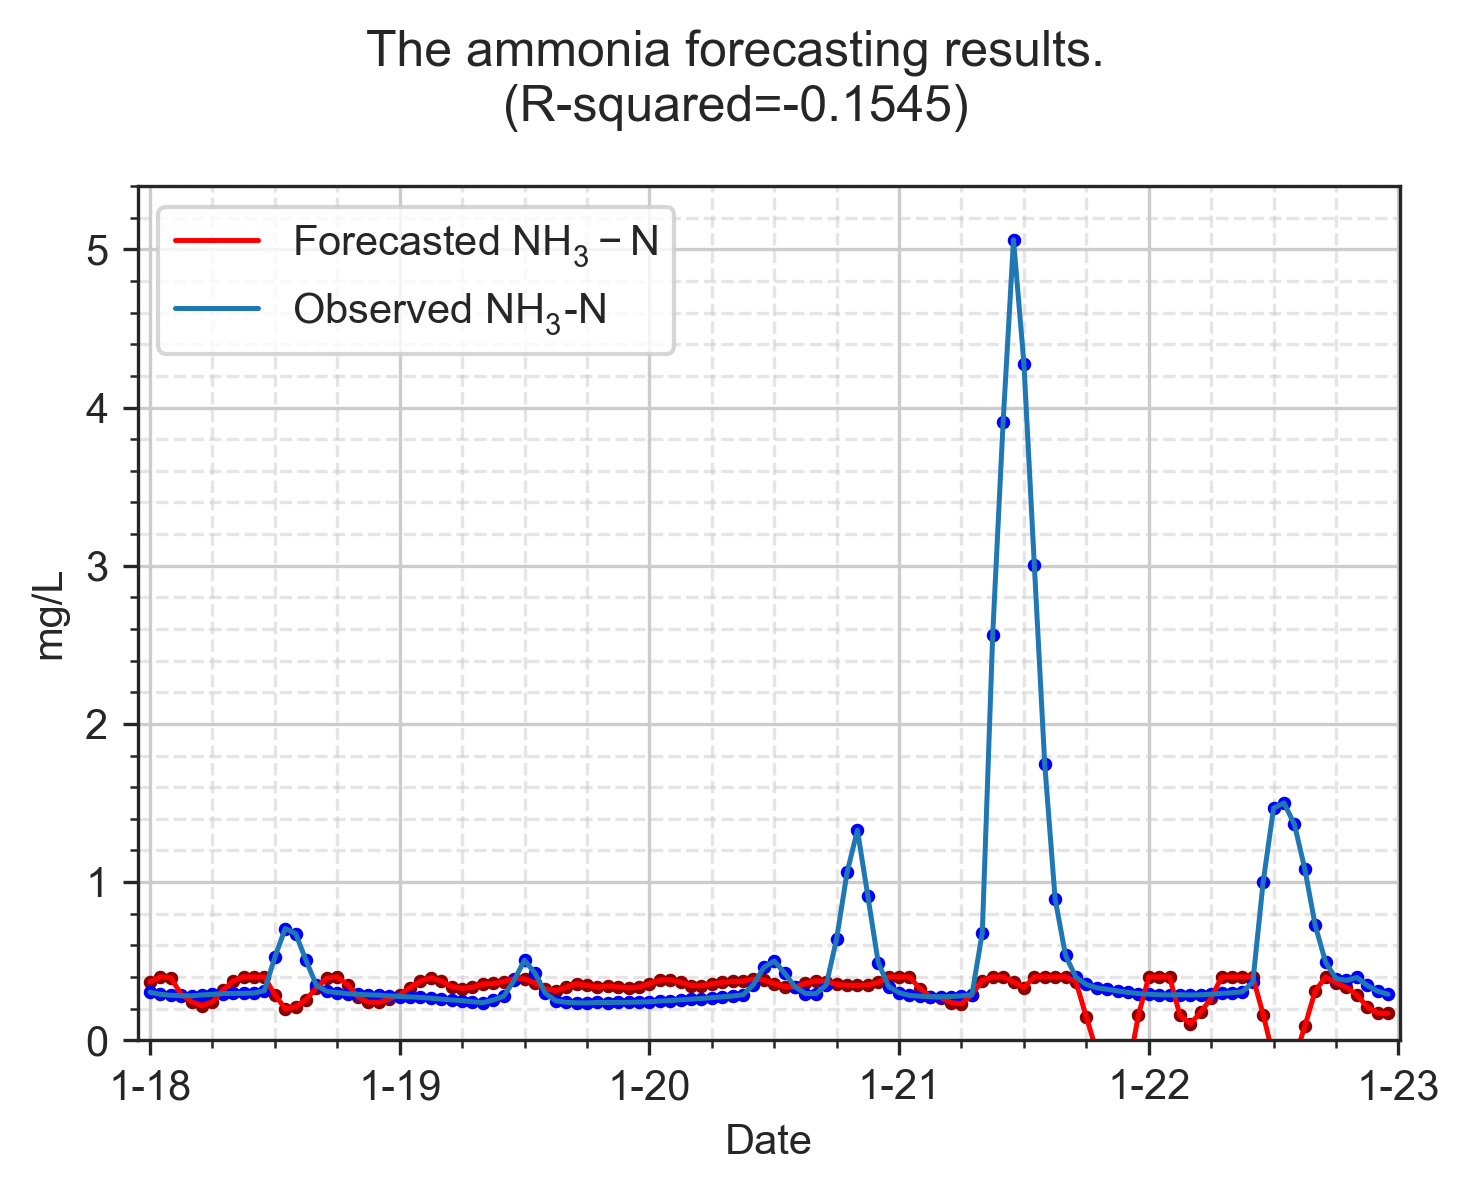 The ammonia forecasting results.
(R-squared=-0.1545)
Forecasted NH₃ − N
Observed NH₃-N
5
4
3
2
1
0
mg/L
1-18 1-19 1-20 1-21 1-22 1-23
Date